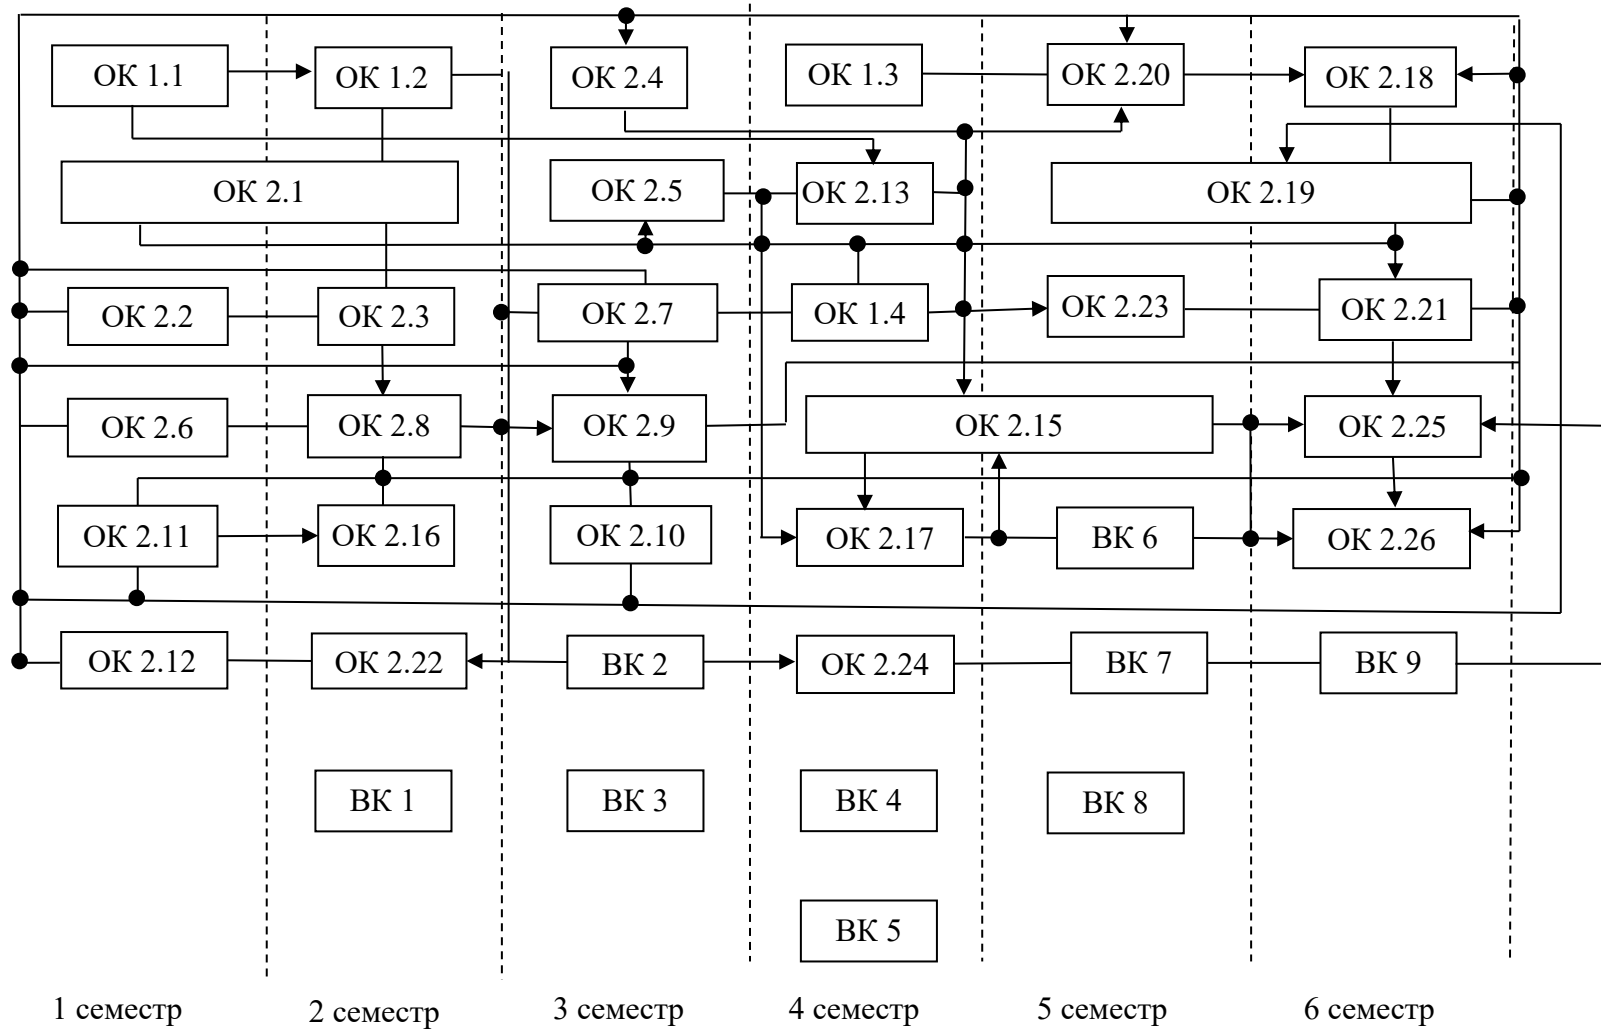 ОК 1.1
ОК 1.2
ОК 2.4
ОК 1.3
ОК 2.20
ОК 2.18
ОК 2.1
ОК 2.5
ОК 2.13
ОК 2.19
ОК 2.2
ОК 2.3
ОК 2.7
ОК 1.4
ОК 2.23
ОК 2.21
ОК 2.6
ОК 2.8
ОК 2.9
ОК 2.15
ОК 2.25
ОК 2.11
ОК 2.16
ОК 2.10
ОК 2.17
ВК 6
ОК 2.26
ОК 2.12
ОК 2.22
ВК 2
ОК 2.24
ВК 7
ВК 9
ВК 1
ВК 3
ВК 4
ВК 8
ВК 5
1 семестр
2 семестр
3 семестр
4 семестр
5 семестр
6 семестр